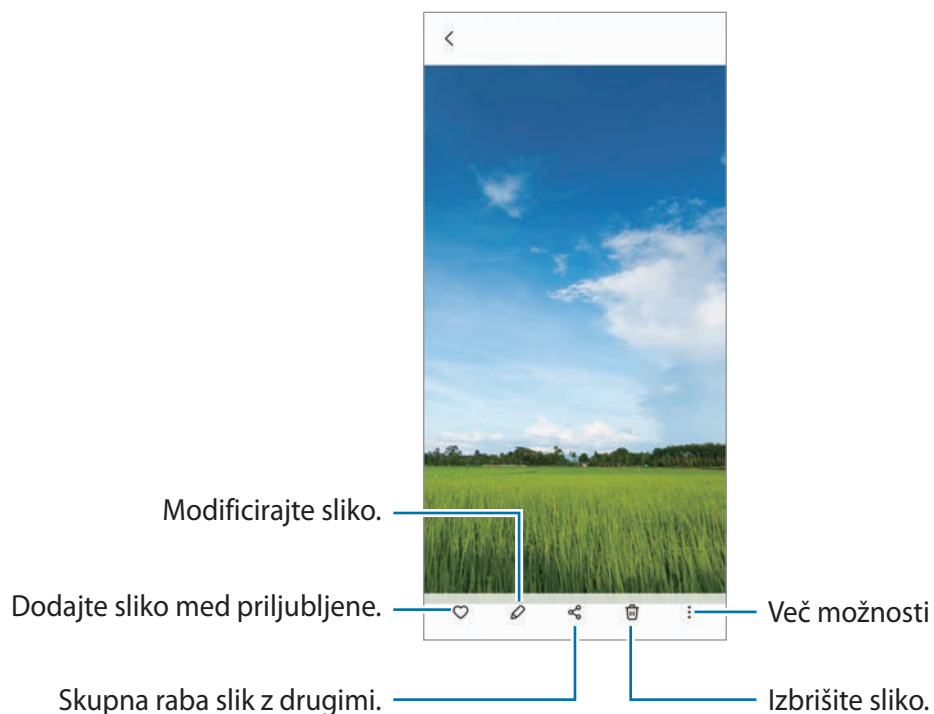 Modificirajte sliko.
Dodajte sliko med priljubljene.
Več možnosti
Skupna raba slik z drugimi.
Izbrišite sliko.